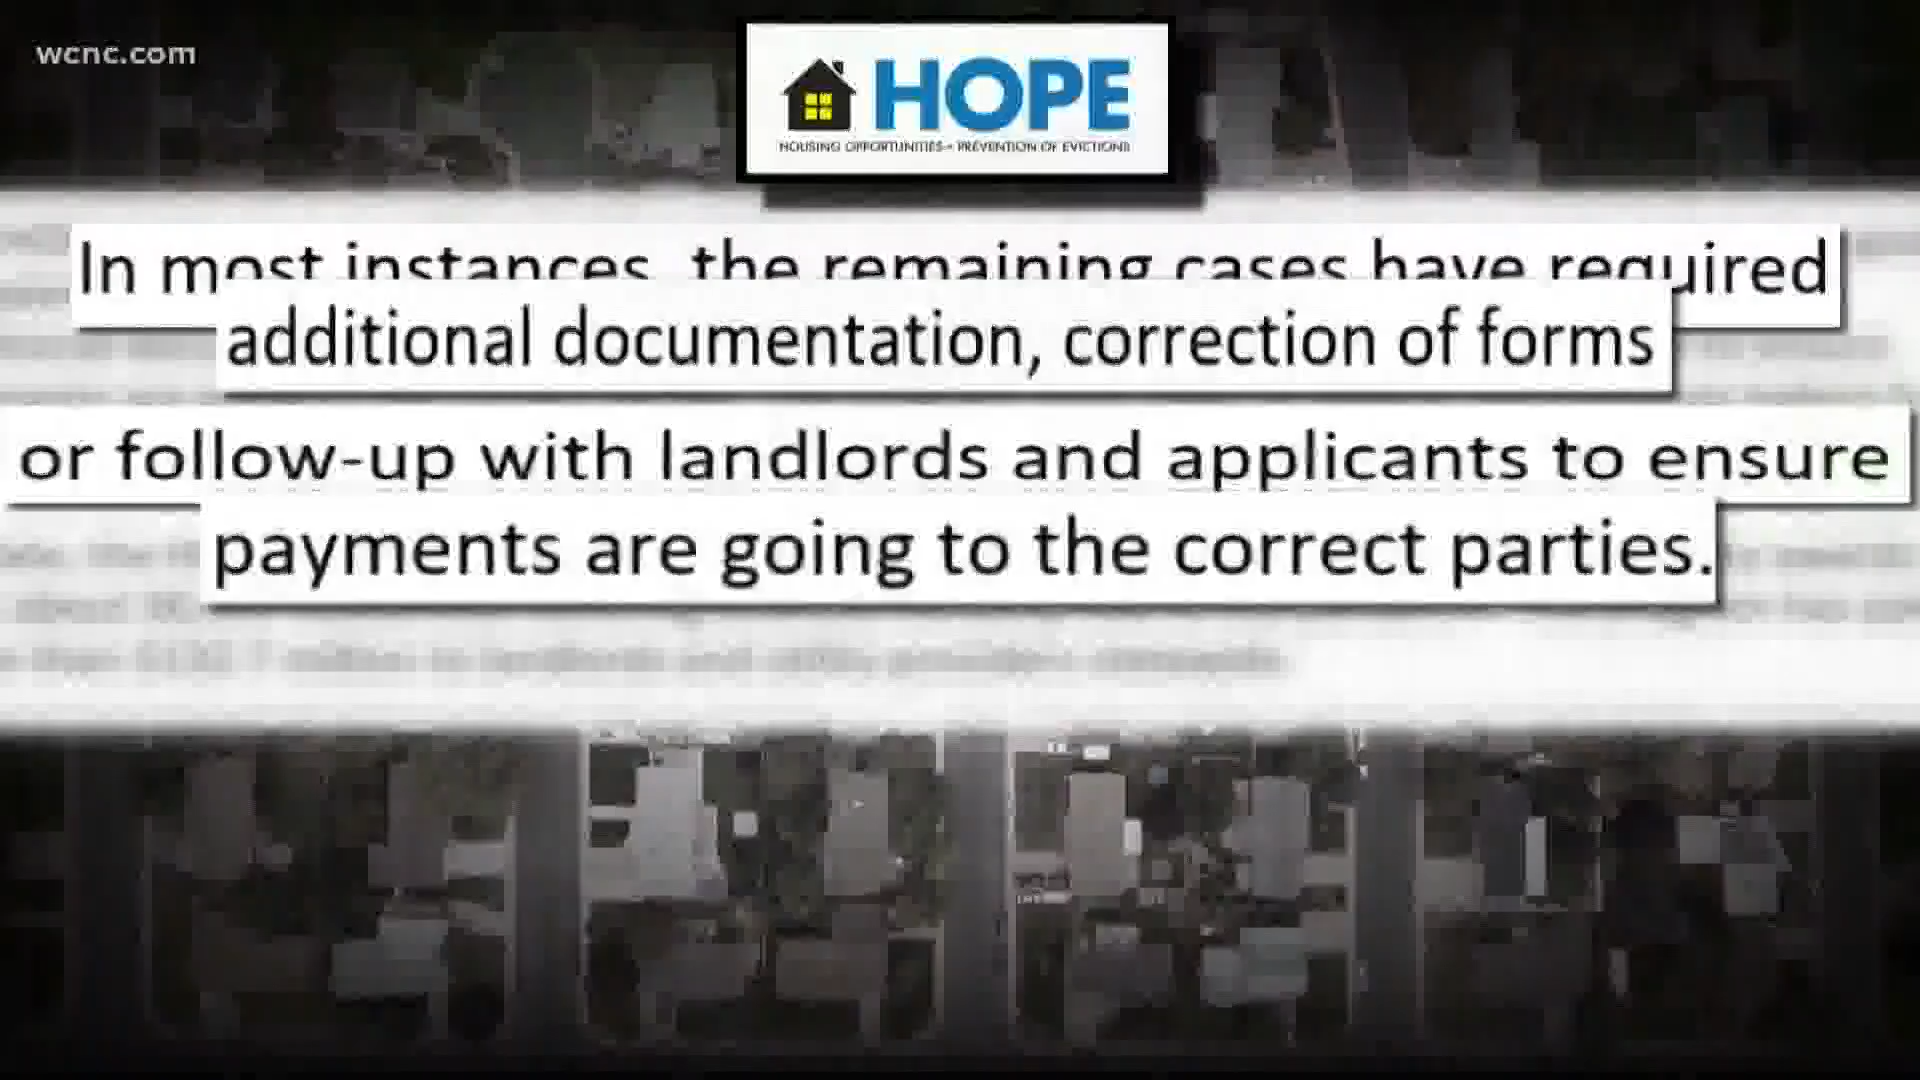 wcnc.com
HOPE
HOUSING OPPORTUNITIES • PREVENTION OF EVICTIONS
In most instances, the remaining cases have required
additional documentation, correction of forms
or follow-up with landlords and applicants to ensure
payments are going to the correct parties.